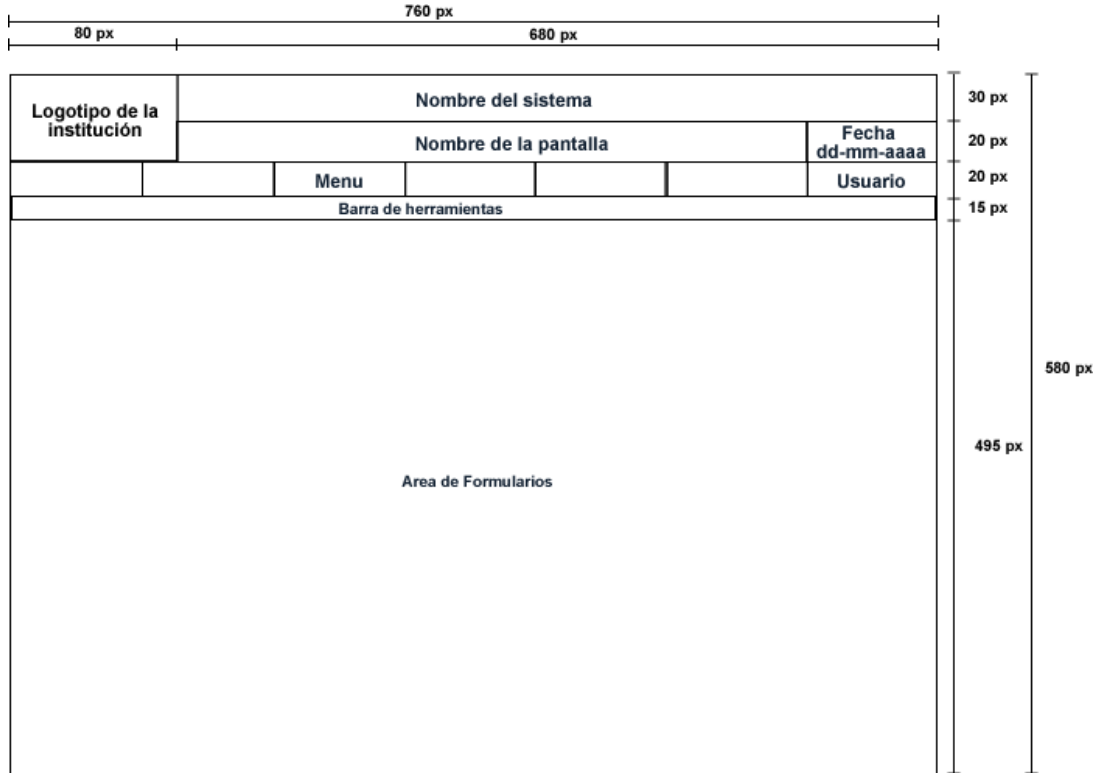 760 px
80 px
680 px
Logotipo de la
institución
Nombre del sistema
30 px
Nombre de la pantalla
Fecha
dd-mm-aaaa
20 px
Menu
Usuario
20 px
Barra de herramientas
15 px
580 px
495 px
Area de Formularios